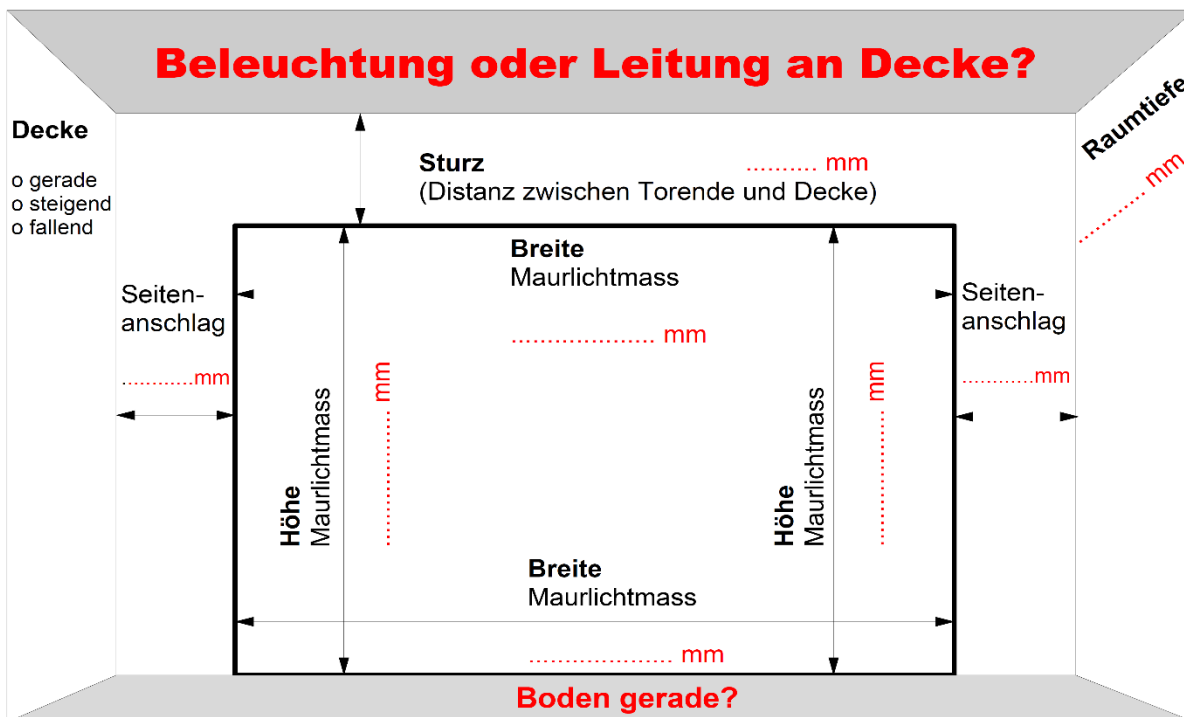 Beleuchtung oder Leitung an Decke?
Decke
o gerade
o steigend
o fallend
Sturz .......... mm
(Distanz zwischen Torende und Decke)
Raumtiefe
.......... mm
Breite
Maurlichtmass
.................... mm
Seiten-
anschlag
............mm
Seiten-
anschlag
............mm
Höhe
Maurlichtmass
.................... mm
Höhe
Maurlichtmass
.................... mm
Breite
Maurlichtmass
.................... mm
Boden gerade?